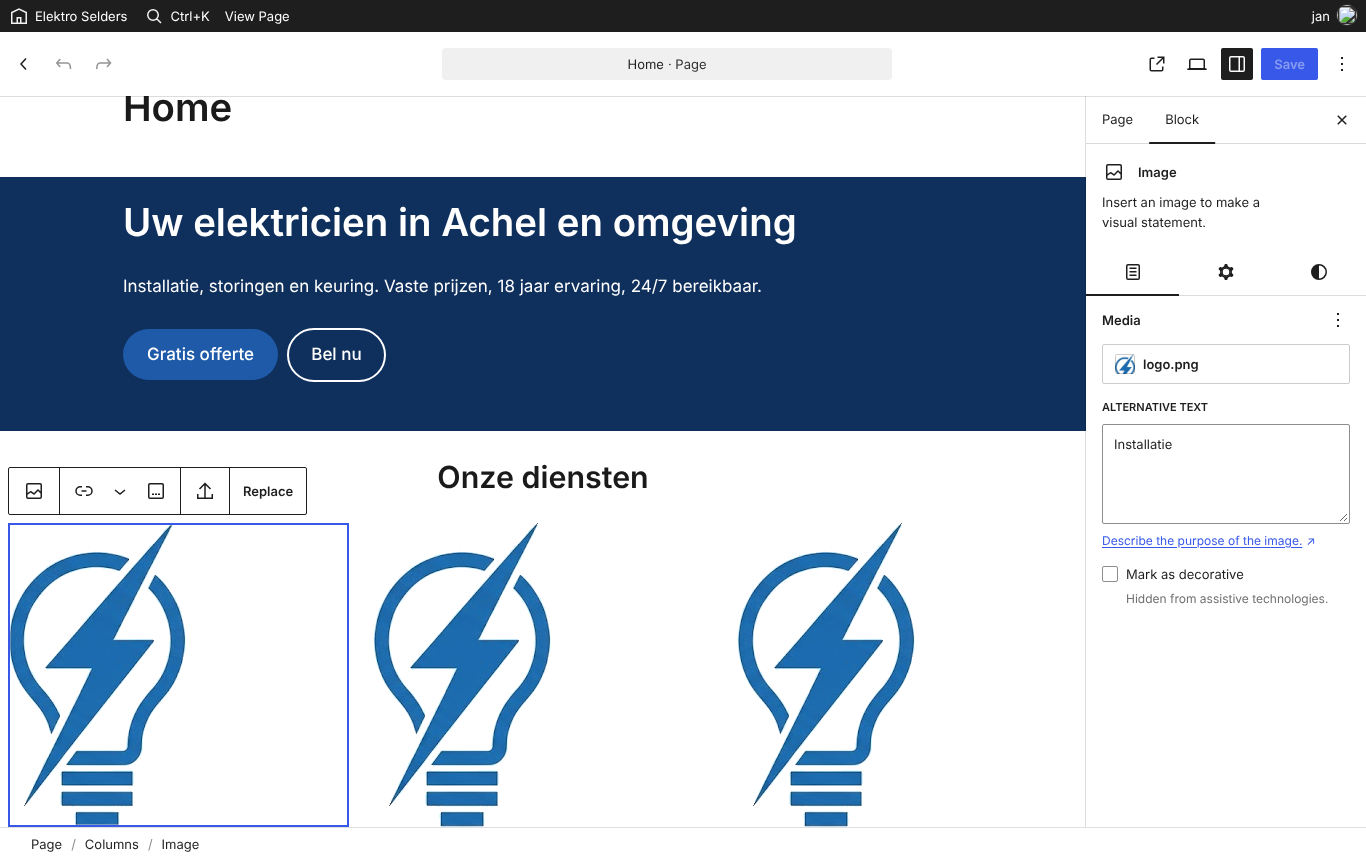 Elektro Selders Ctrl+K View Page jan
Home · Page
Save
Home
Uw elektricien in Achel en omgeving
Installatie, storingen en keuring. Vaste prijzen, 18 jaar ervaring, 24/7 bereikbaar.
Gratis offerte Bel nu
Onze diensten
Replace
Page Block
Image
Insert an image to make a
visual statement.
Media
logo.png
ALTERNATIVE TEXT
Installatie
Describe the purpose of the image. ↗
Mark as decorative
Hidden from assistive technologies.
Page / Columns / Image